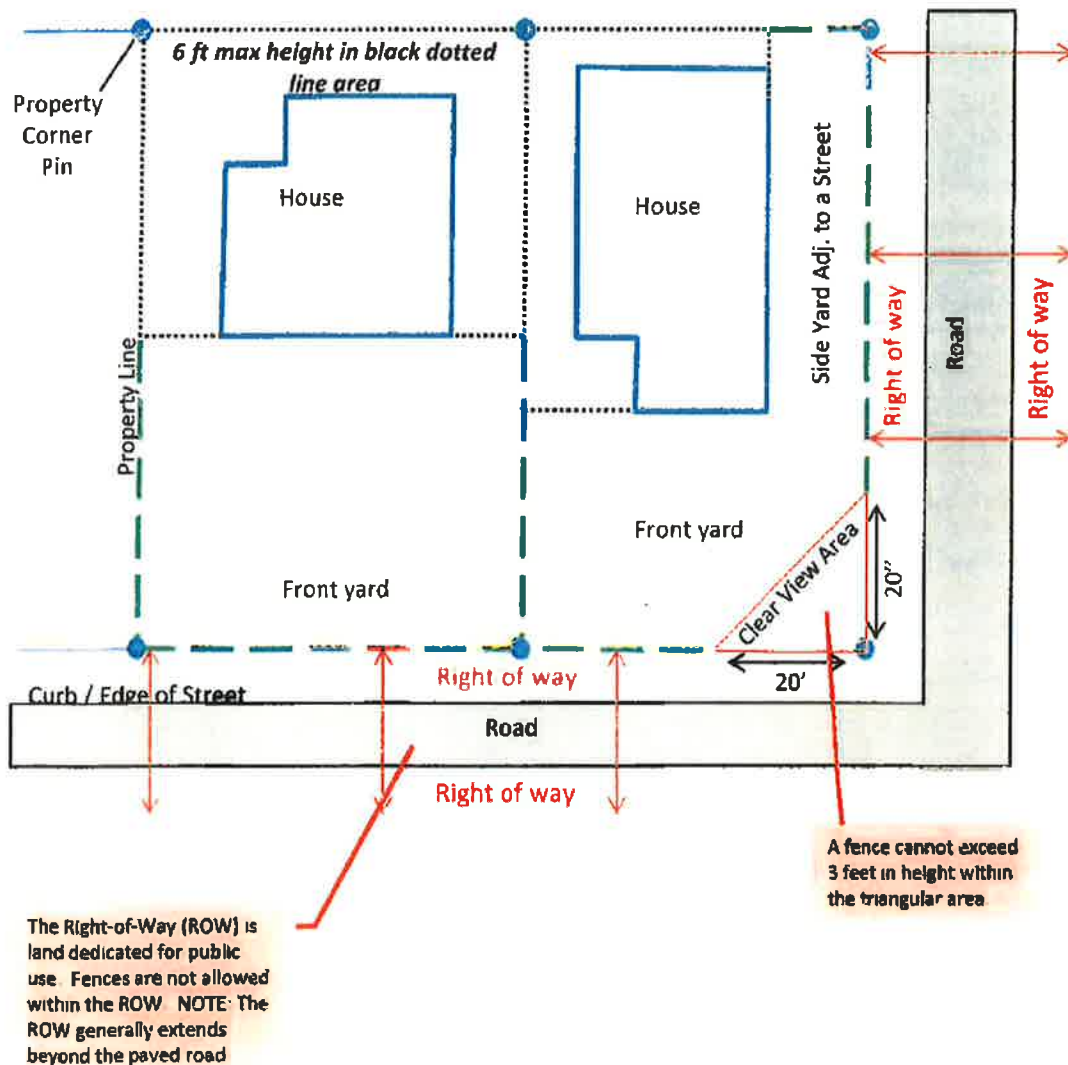 6 ft max height in black dotted
line area
Property
Corner
Pin
House
House
Side Yard Adj. to a Street
Right of way
Road
Right of way
Property Line
Front yard
Front yard
Clear View Area
20"
20'
Right of way
Curb / Edge of Street
Road
Right of way
A fence cannot exceed
3 feet in height within
the triangular area
The Right-of-Way (ROW) is
land dedicated for public
use. Fences are not allowed
within the ROW. NOTE: The
ROW generally extends
beyond the paved road